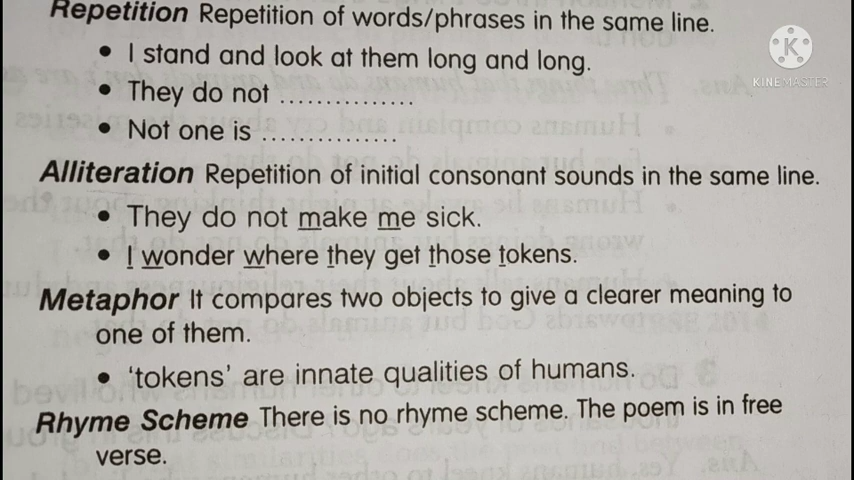 Repetition Repetition of words/phrases in the same line.
K
KINEMASTER
• I stand and look at them long and long.
• They do not ...............
• Not one is ...............
Alliteration Repetition of initial consonant sounds in the same line.
• They do not make me sick.
• I wonder where they get those tokens.
Metaphor It compares two objects to give a clearer meaning to
one of them.
• ‘tokens’ are innate qualities of humans.
Rhyme Scheme There is no rhyme scheme. The poem is in free
verse.